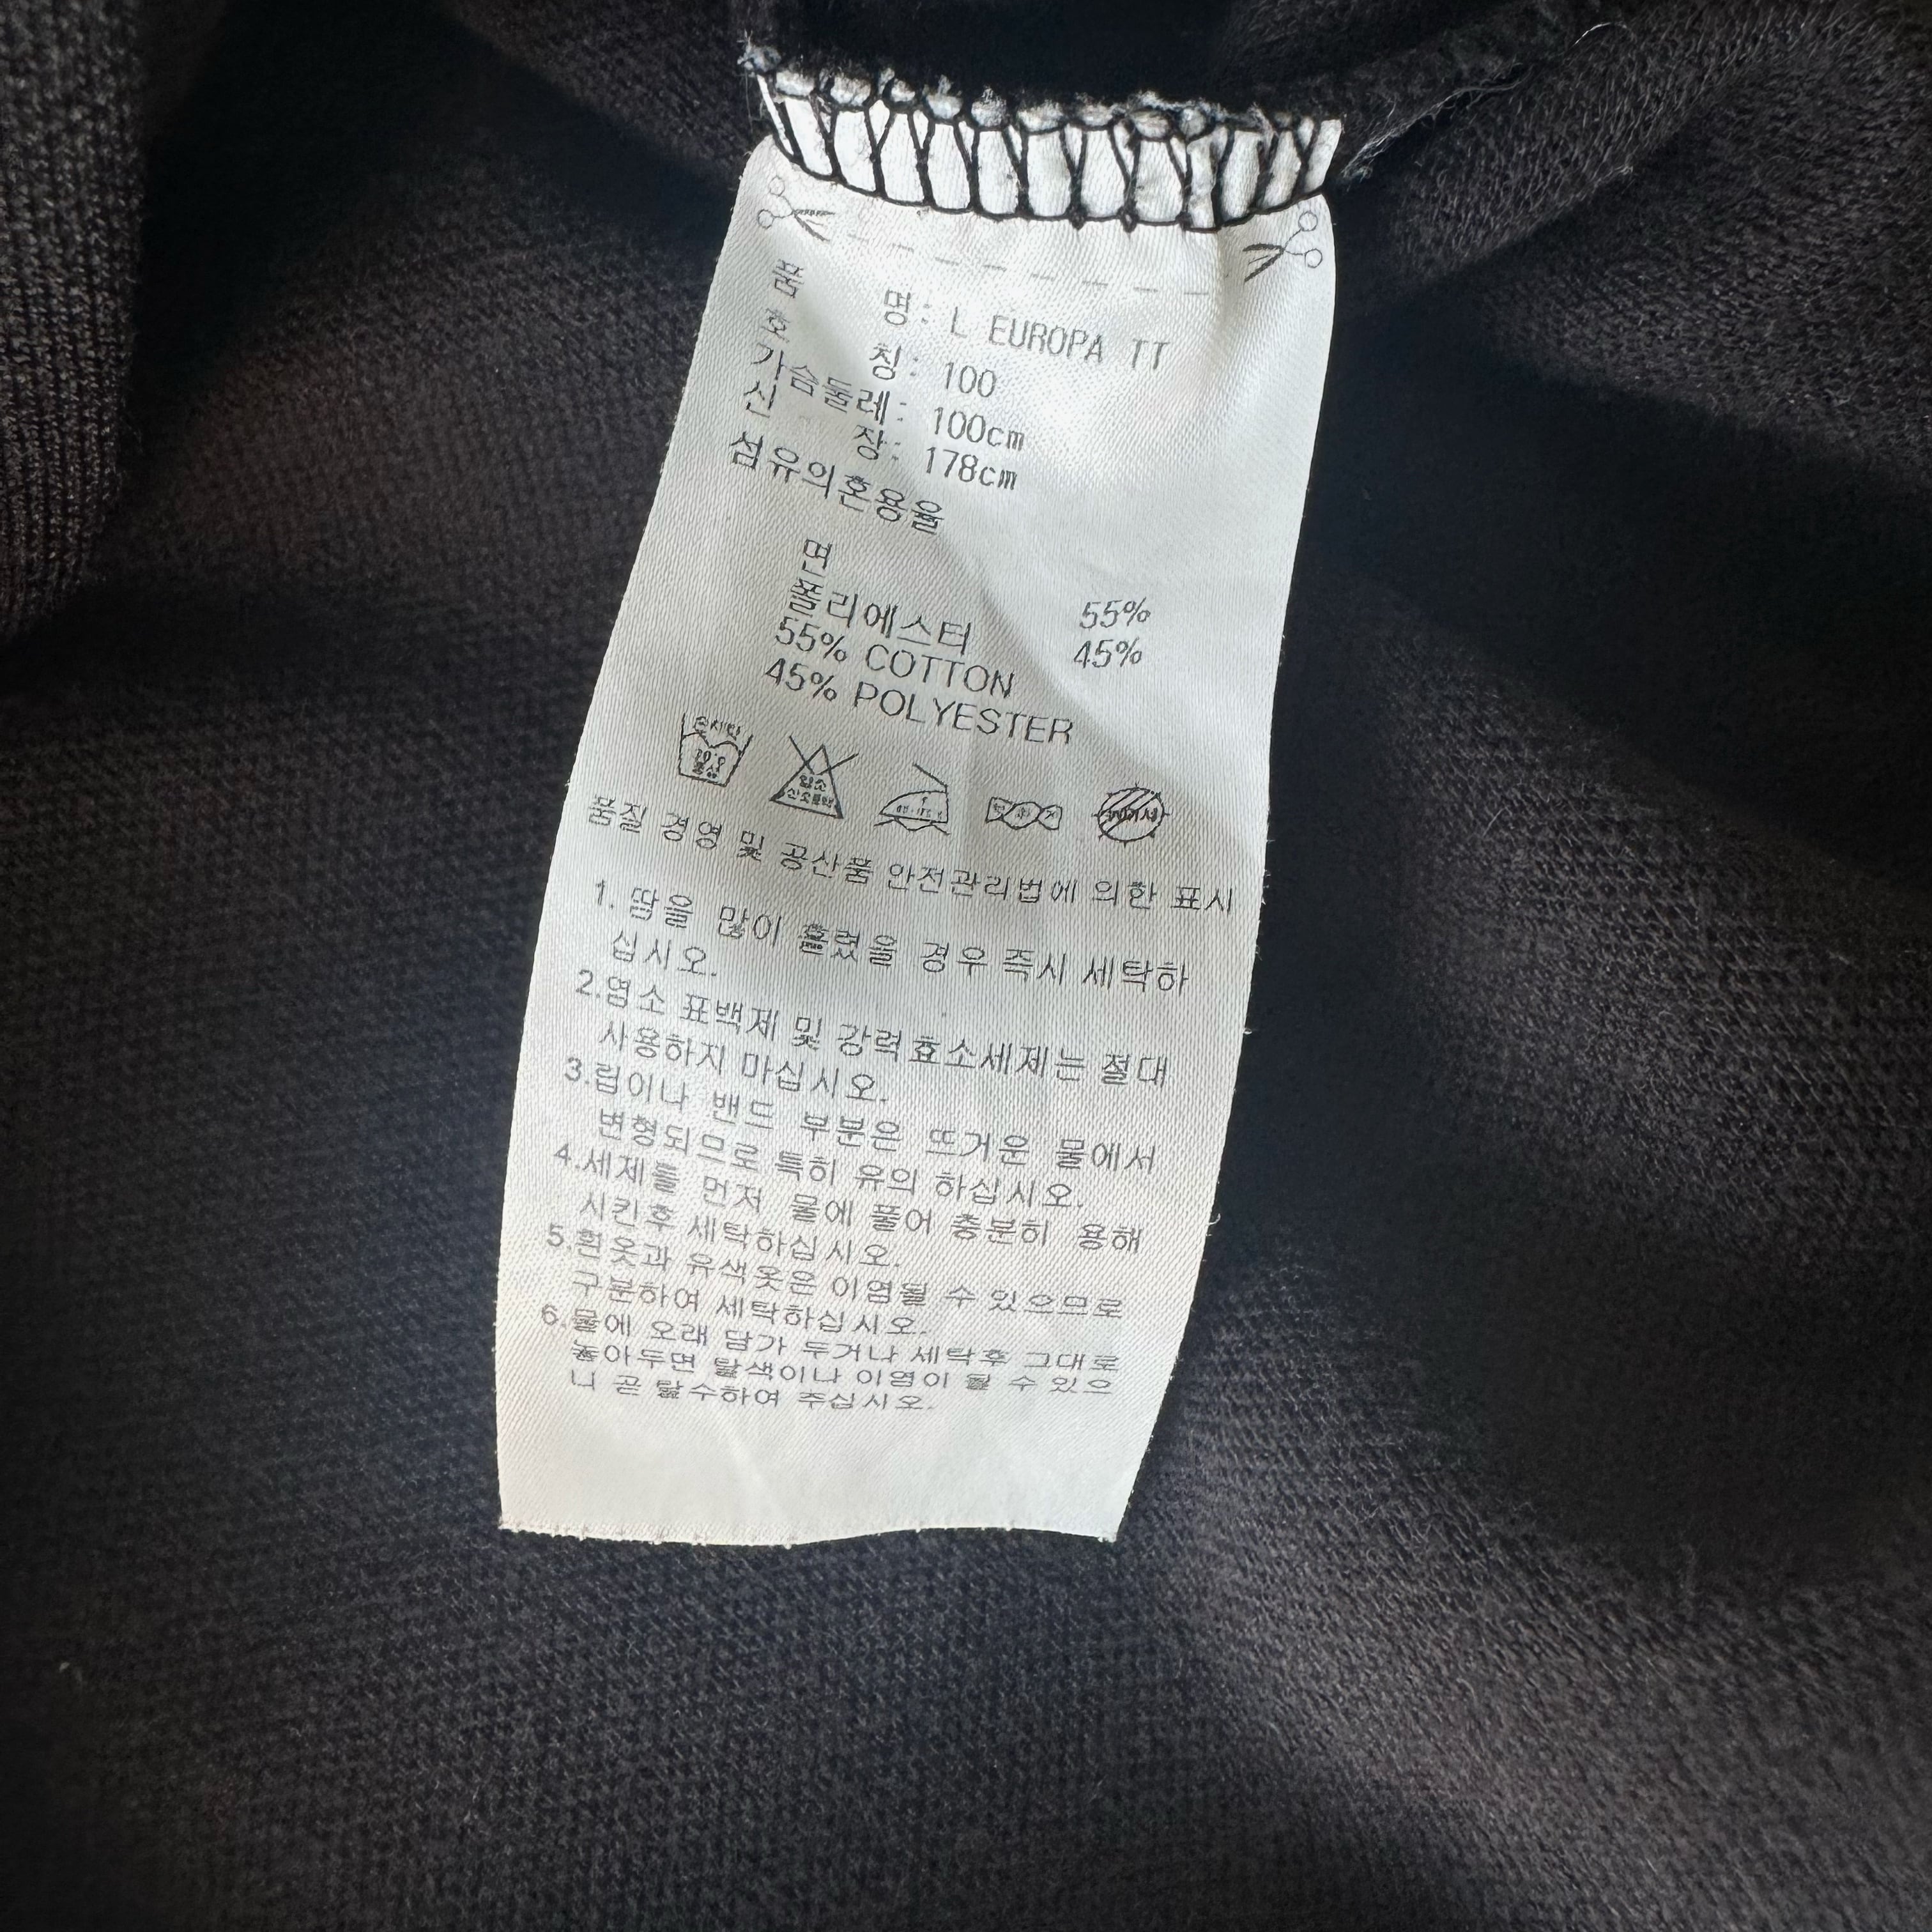 품 명: L EUROPA TT
호 칭: 100
가슴둘레: 100cm
신 장: 178cm
섬유의혼용율
면 55%
폴리에스터 45%
55% COTTON
45% POLYESTER
손세탁
중성
염소
품질 경영 및 공산품 안전관리법에 의한 표시
1. 땀을 많이 흘렸을 경우 즉시 세탁하
십시오.
2.염소 표백제 및 강력효소세제는 절대
사용하지 마십시오.
3.립이나 밴드 부분은 뜨거운 물에서
변형되므로 특히 유의 하십시오.
4.세제를 먼저 물에 풀어 충분히 용해
시킨후 세탁하십시오.
5.흰옷과 유색옷은 이염될 수 있으므로
구분하여 세탁하십시오.
6.물에 오래 담가 두거나 세탁후 그대로
놓아두면 탈색이나 이염이 될 수 있으
니 곧 탈수하여 주십시오.